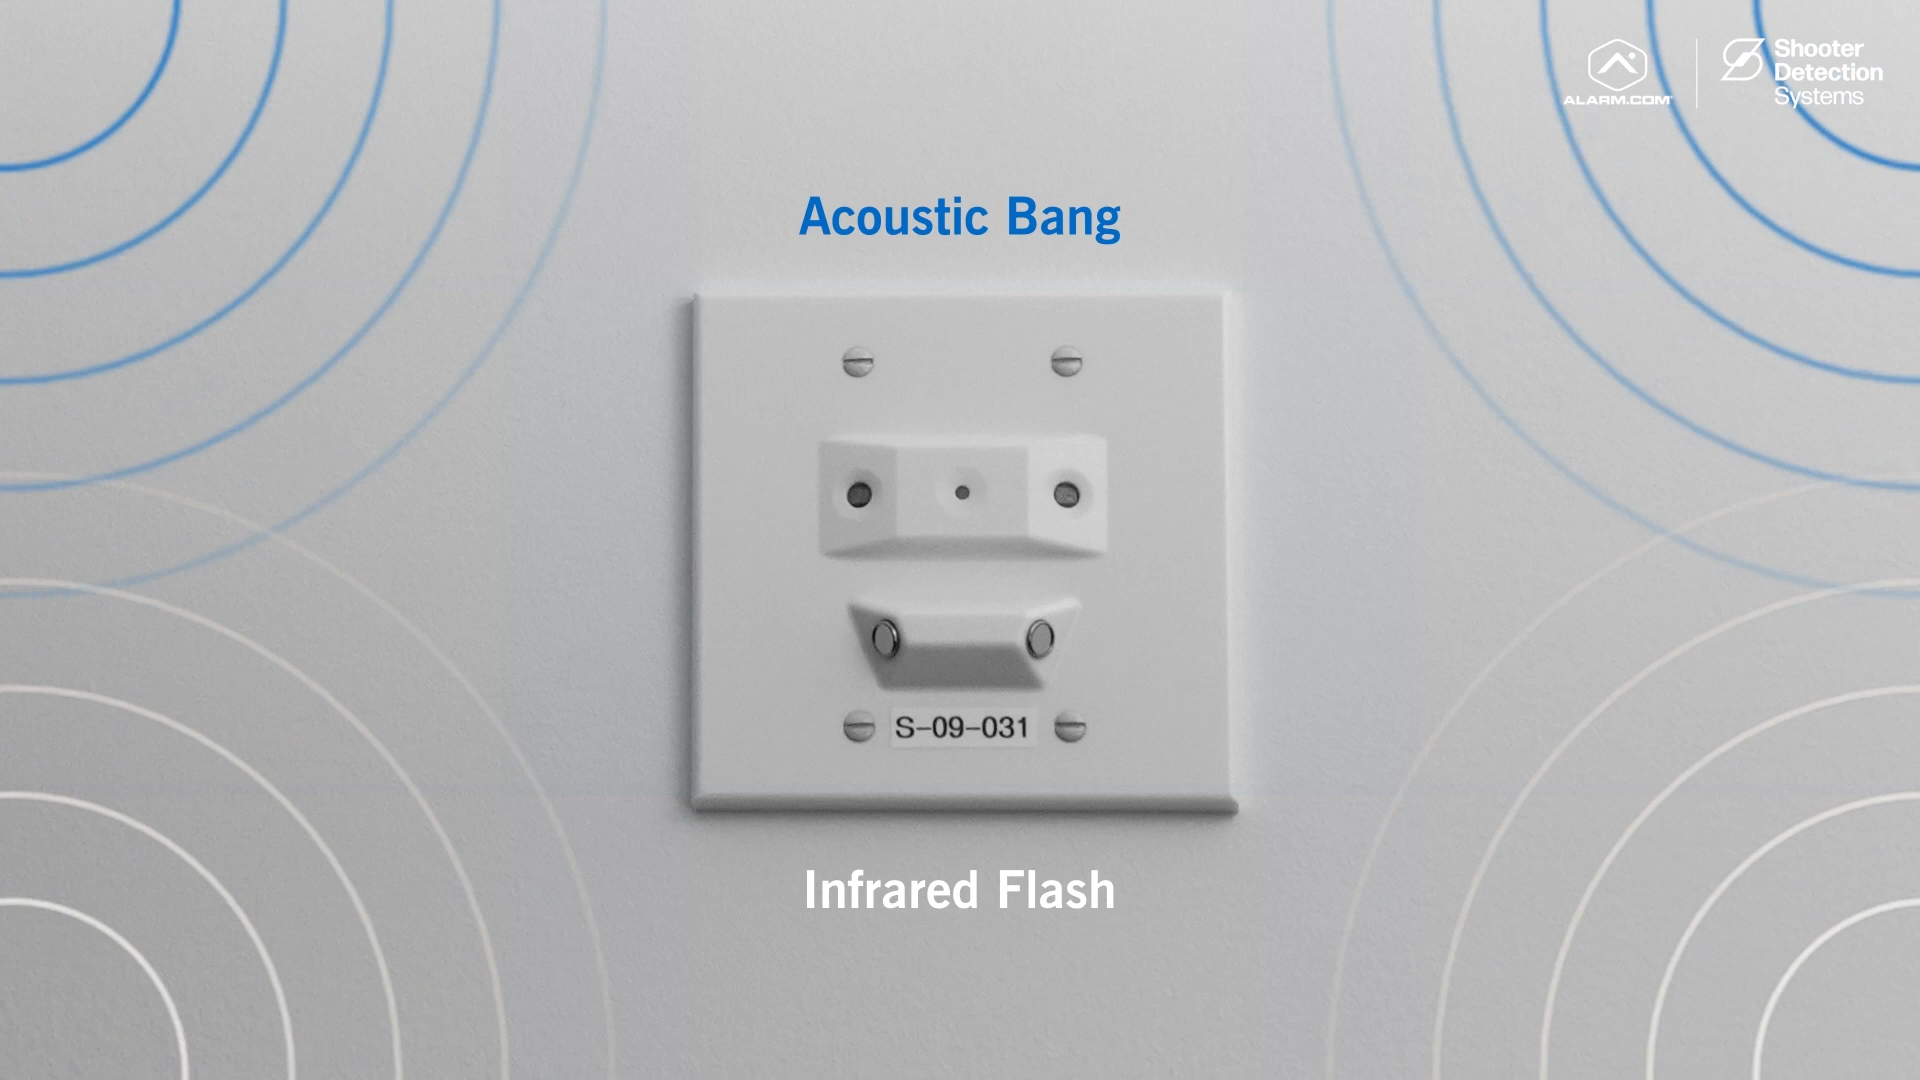 ALARM.COM
Shooter
Detection
Systems
Acoustic Bang
S-09-031
Infrared Flash